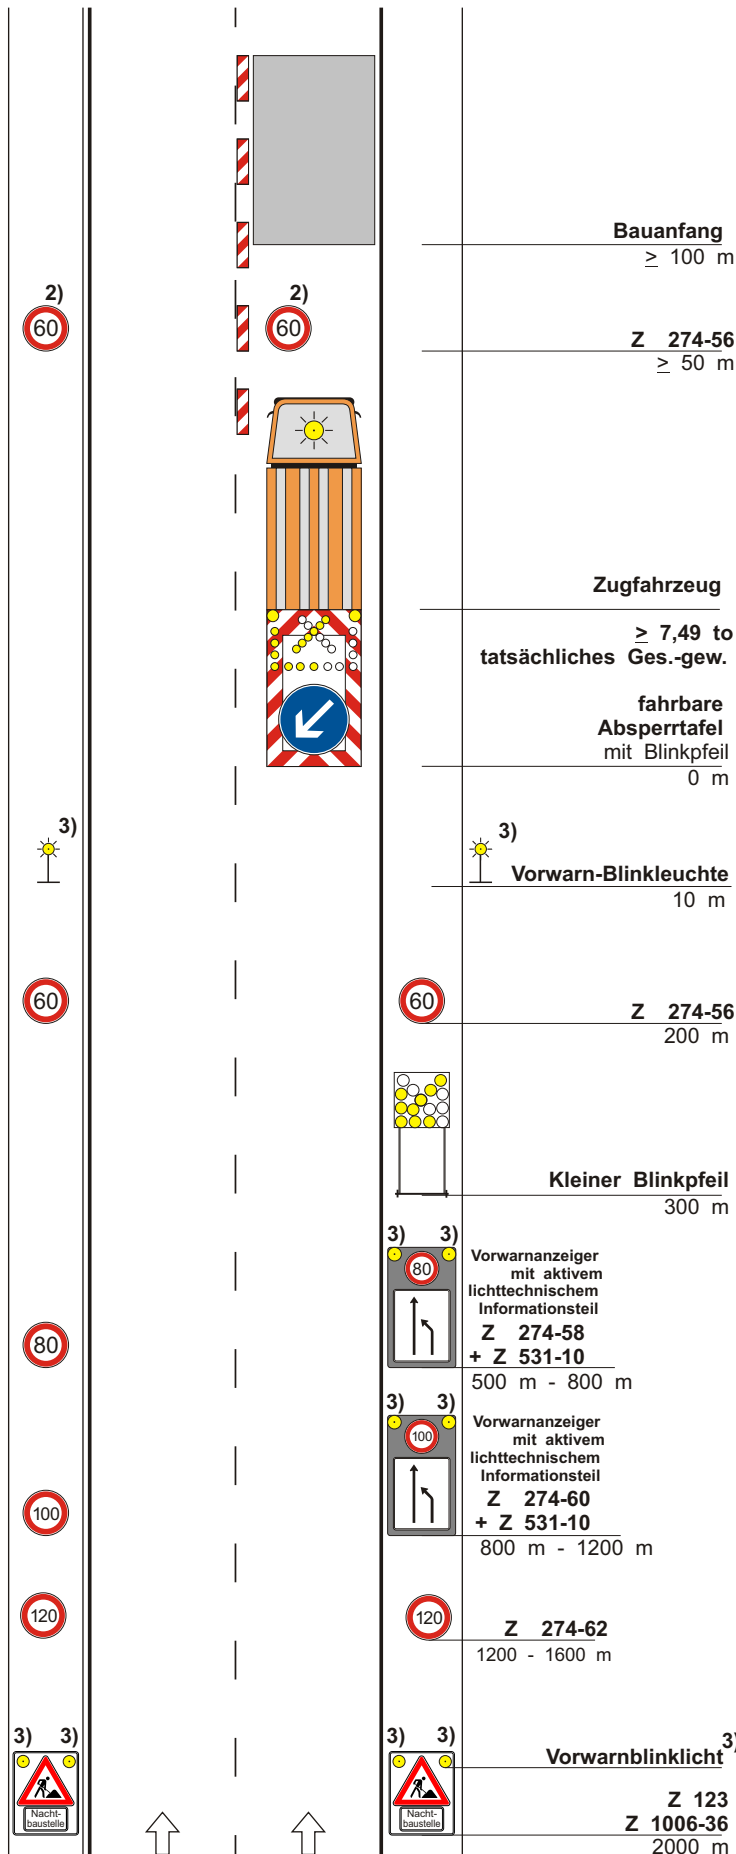 Bauanfang
≥ 100 m
2) 2)
60 60
Z 274-56
≥ 50 m
Zugfahrzeug
≥ 7,49 to
tatsächliches Ges.-gew.
fahrbare
Absperrtafel
mit Blinkpfeil
0 m
3) 3)
Vorwarn-Blinkleuchte
10 m
60 60
Z 274-56
200 m
Kleiner Blinkpfeil
300 m
3) 3)
80
Vorwarnanzeiger
mit aktivem
lichttechnischem
Informationsteil
Z 274-58
80
+ Z 531-10
500 m - 800 m
3) 3)
100
Vorwarnanzeiger
mit aktivem
lichttechnischem
Informationsteil
Z 274-60
100
+ Z 531-10
800 m - 1200 m
120 120
Z 274-62
1200 - 1600 m
3) 3) 3) 3)
Vorwarnblinklicht 3)
Z 123
Nacht-
baustelle
Nacht-
baustelle
Z 1006-36
2000 m